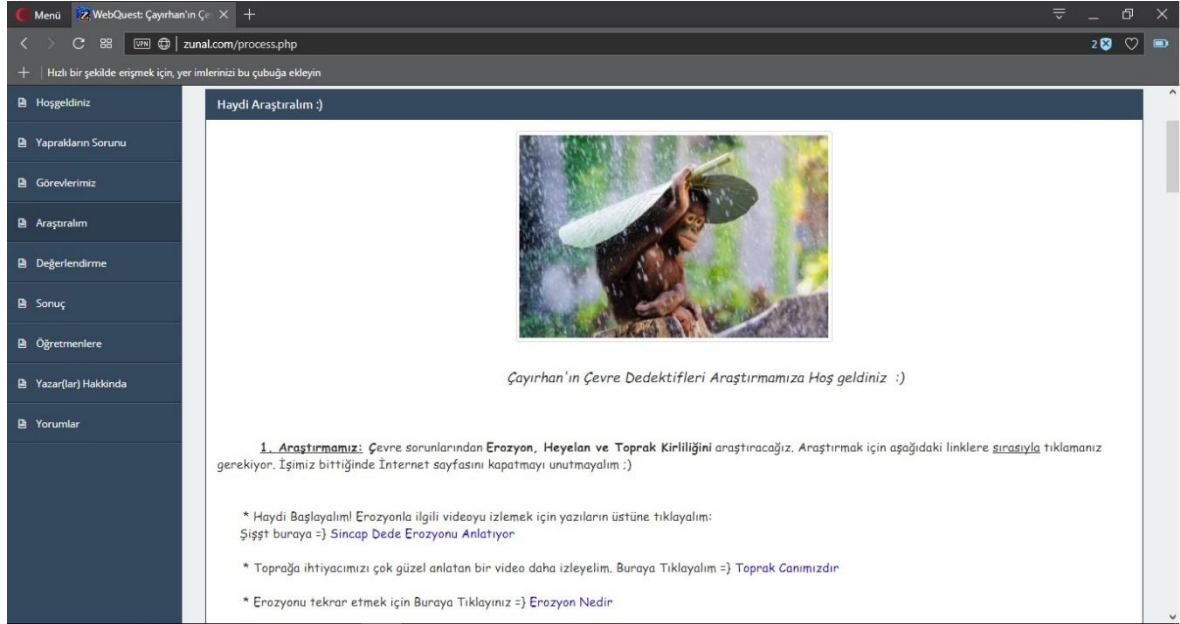 Menü
WebQuest: Çayırhan'ın Çe
VPN
zunal.com/process.php
2
Hızlı bir şekilde erişmek için, yer imlerinizi bu çubuğa ekleyin
Hoşgeldiniz
Yaprakların Sorunu
Görevlerimiz
Araştıralım
Değerlendirme
Sonuç
Öğretmenlere
Yazar(lar) Hakkında
Yorumlar
Haydi Araştıralım :)
Çayırhan'ın Çevre Dedektifleri Araştırmamıza Hoş geldiniz :)
1. Araştırmamız: Çevre sorunlarından Erozyon, Heyelan ve Toprak Kirliliğini araştıracağız. Araştırmak için aşağıdaki linklere sırasıyla tıklamanız
gerekiyor. İşimiz bittiğinde İnternet sayfasını kapatmayı unutmayalım ;)
* Haydi Başlayalım! Erozyonla ilgili videoyu izlemek için yazıların üstüne tıklayalım:
Şişşt buraya =} Sincap Dede Erozyonu Anlatıyor
* Toprağa ihtiyacımızı çok güzel anlatan bir video daha izleyelim. Buraya Tıklayalım =} Toprak Canımızdır
* Erozyonu tekrar etmek için Buraya Tıklayınız =} Erozyon Nedir